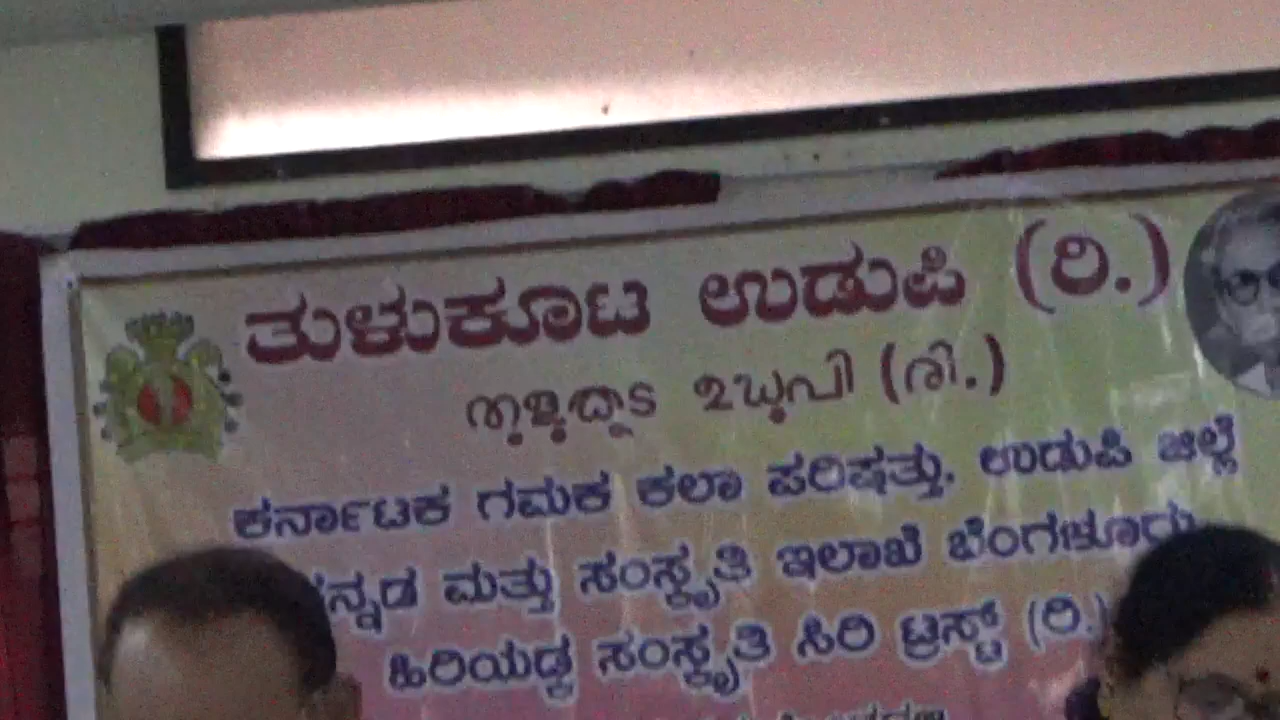 ತುಳುಕೂಟ ಉಡುಪಿ (ರಿ.)
ಕರ್ನಾಟಕ ಗಮಕ ಕಲಾ ಪರಿಷತ್ತು, ಉಡುಪಿ ಜಿಲ್ಲೆ
ಮತ್ತು ಸಂಸ್ಕೃತಿ ಇಲಾಖೆ ಬೆಂಗಳೂರು
ಹಿರಿಯಡ್ಕ ಸಂಸ್ಕೃತಿ ಸಿರಿ ಟ್ರಸ್ಟ್ (ರಿ.)